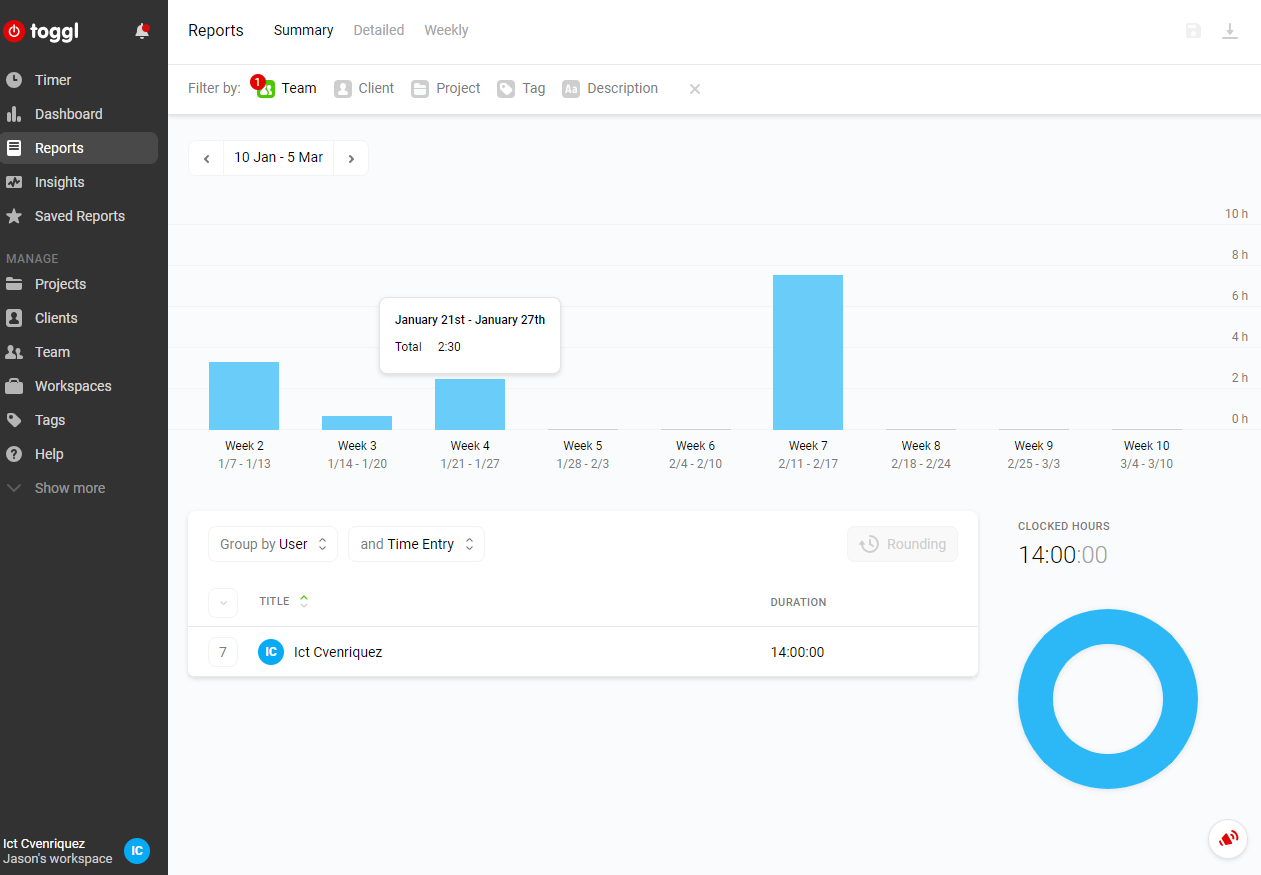 toggl
Timer
Dashboard
Reports
Insights
Saved Reports
MANAGE
Projects
Clients
Team
Workspaces
Tags
Help
Show more
Ict Cvenriquez
Jason's workspace
IC
Reports Summary Detailed Weekly
Filter by: 1 Team Client Project Tag Aa Description
10 Jan - 5 Mar
10 h
8 h
6 h
4 h
2 h
0 h
January 21st - January 27th
Total 2:30
Week 2 Week 3 Week 4 Week 5 Week 6 Week 7 Week 8 Week 9 Week 10
1/7 - 1/13 1/14 - 1/20 1/21 - 1/27 1/28 - 2/3 2/4 - 2/10 2/11 - 2/17 2/18 - 2/24 2/25 - 3/3 3/4 - 3/10
Group by User and Time Entry Rounding
TITLE DURATION
7 IC Ict Cvenriquez 14:00:00
CLOCKED HOURS
14:00:00